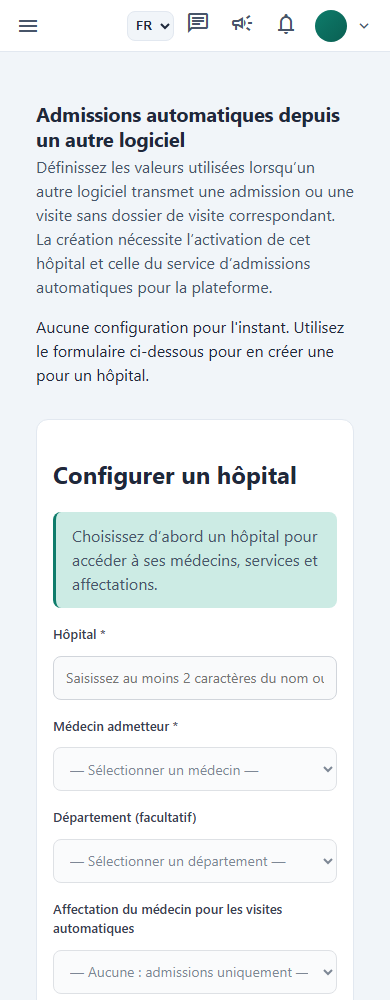 FR
Admissions automatiques depuis
un autre logiciel
Définissez les valeurs utilisées lorsqu’un
autre logiciel transmet une admission ou une
visite sans dossier de visite correspondant.
La création nécessite l’activation de cet
hôpital et celle du service d’admissions
automatiques pour la plateforme.
Aucune configuration pour l'instant. Utilisez
le formulaire ci-dessous pour en créer une
pour un hôpital.
Configurer un hôpital
Choisissez d’abord un hôpital pour
accéder à ses médecins, services et
affectations.
Hôpital *
Saisissez au moins 2 caractères du nom ou
Médecin admetteur *
— Sélectionner un médecin —
Département (facultatif)
— Sélectionner un département —
Affectation du médecin pour les visites
automatiques
— Aucune : admissions uniquement —